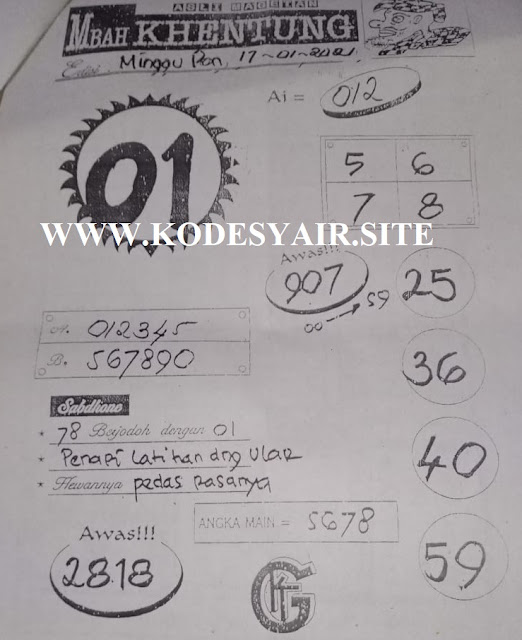 ASLI MAGETAN
MBAH KHENTUNG
Edisi Minggu Pon, 17-01-2021
Ai = 012
01
5 6
7 8
WWW.KODESYAIR.SITE
Awas!!!
907
00 → 59
25
A. 012345
B. 567890
36
Sabdhone
* 78 Berjodoh dengan 01
* Penari Latihan dng ULAR
* Hewannya pedas rasanya
40
ANGKA MAIN = 5678
Awas!!!
2818
59